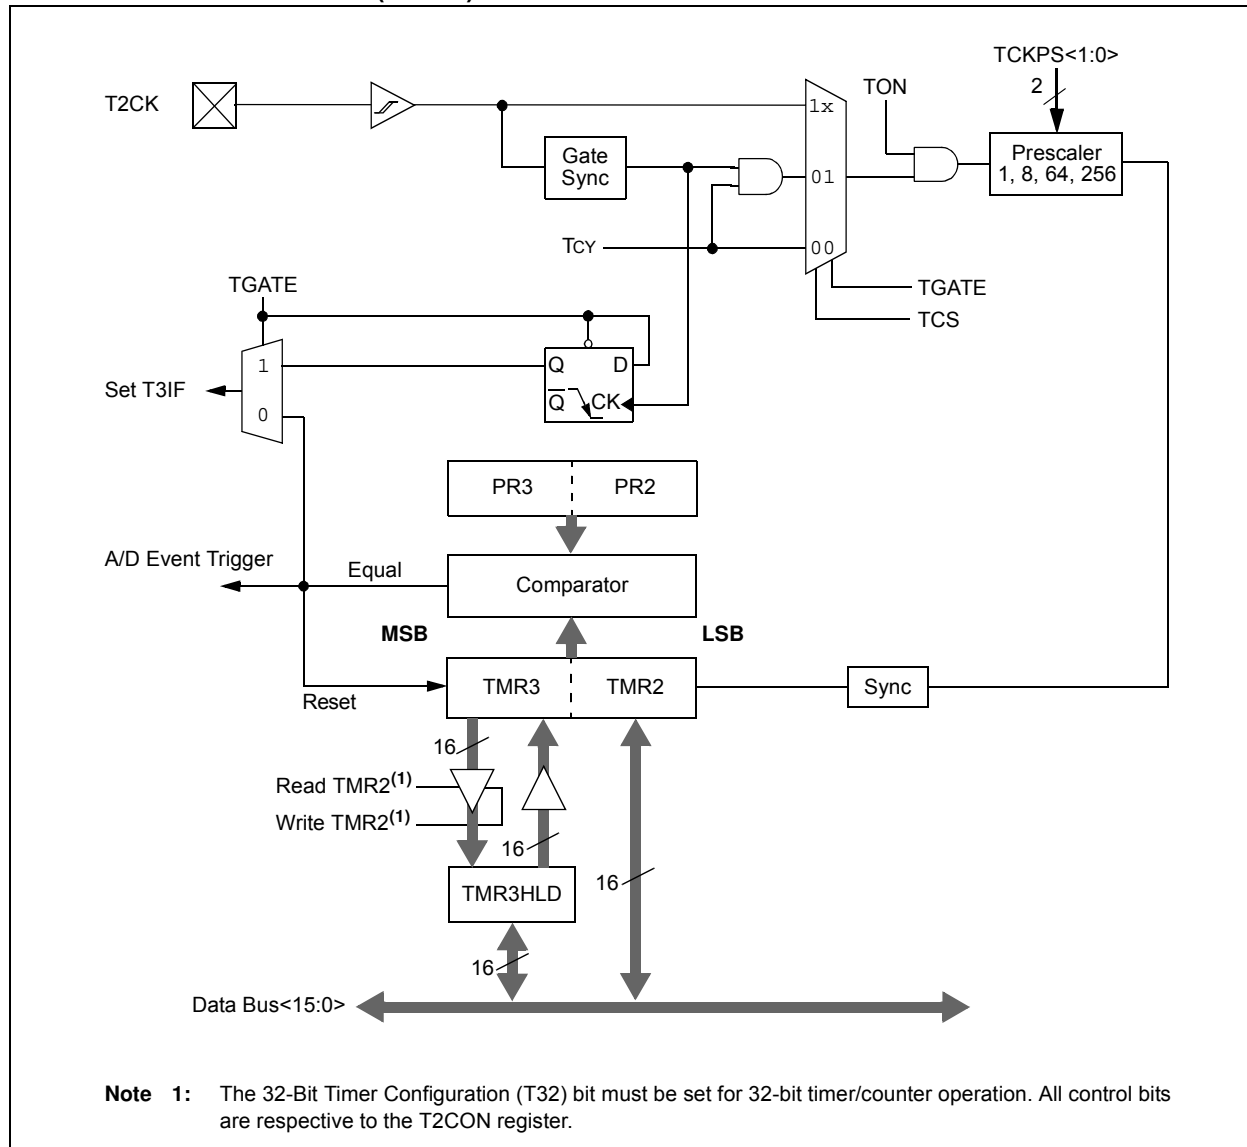 TCKPS<1:0>
2
TON
T2CK
1x
Gate
Sync
Prescaler
1, 8, 64, 256
01
TCY
00
TGATE
TGATE
TCS
1
Q
D
Set T3IF
0
Q
CK
PR3
PR2
A/D Event Trigger
Equal
Comparator
MSB
LSB
TMR3
TMR2
Sync
Reset
16
Read TMR2(1)
Write TMR2(1)
16
16
TMR3HLD
16
Data Bus<15:0>
Note 1: The 32-Bit Timer Configuration (T32) bit must be set for 32-bit timer/counter operation. All control bits
are respective to the T2CON register.